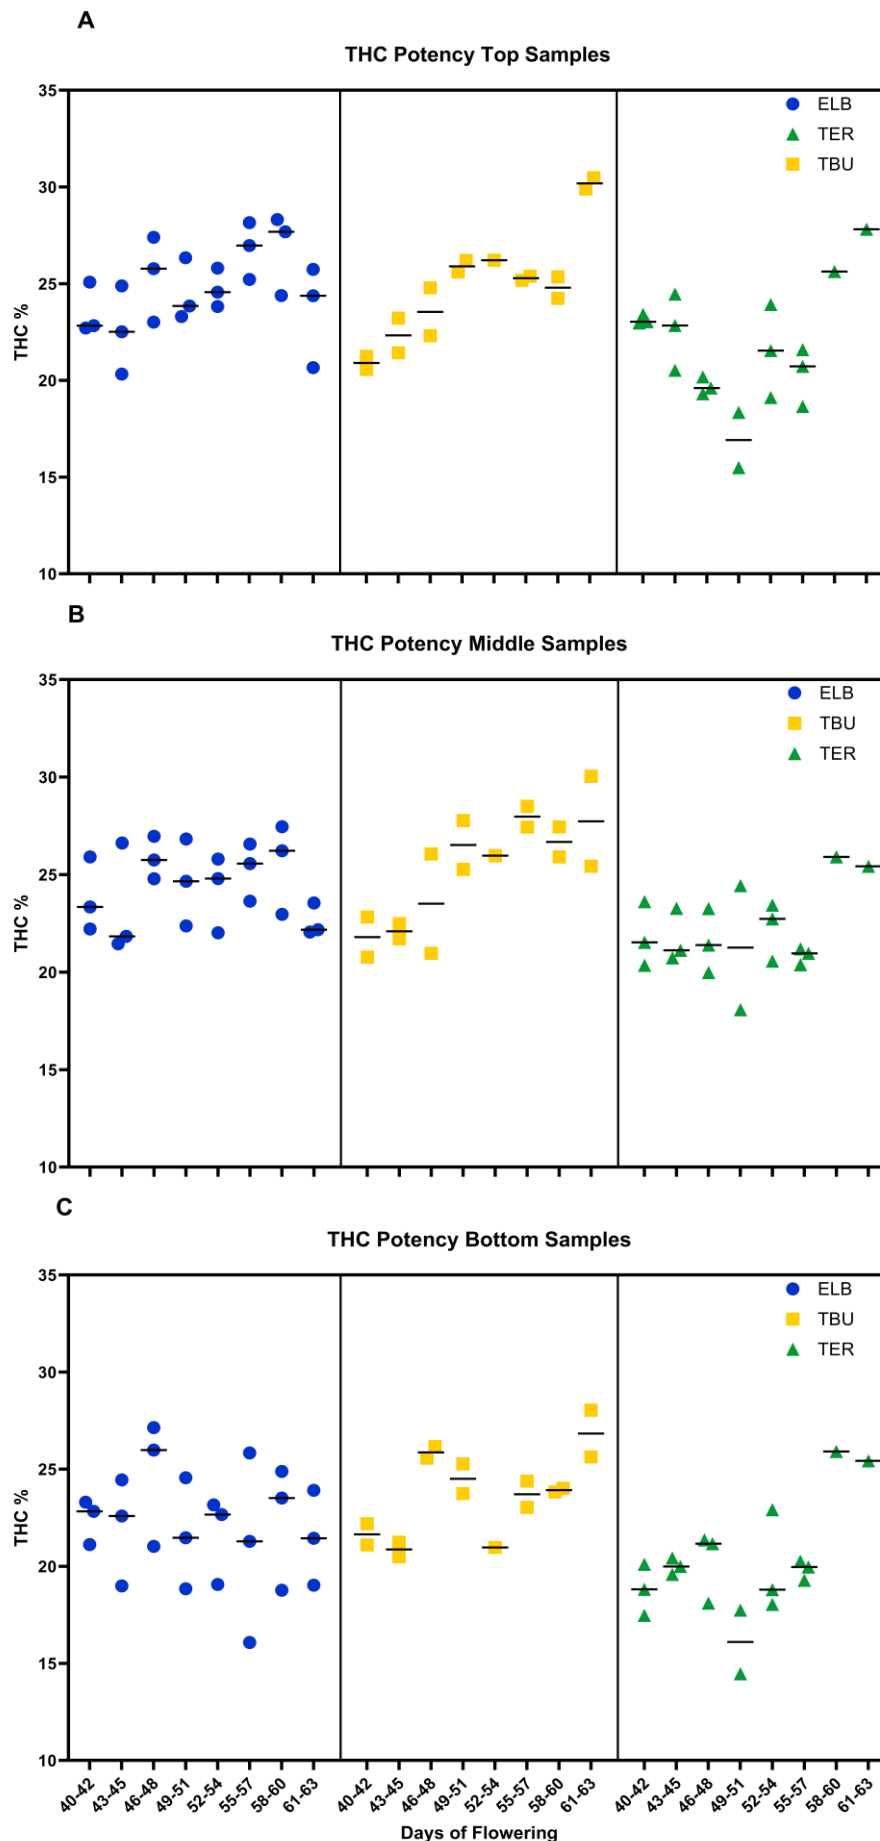 A
THC Potency Top Samples
ELB
TER
TBU
THC %
35
30
25
20
15
10
B
THC Potency Middle Samples
ELB
TBU
TER
THC %
35
30
25
20
15
10
C
THC Potency Bottom Samples
ELB
TBU
TER
THC %
35
30
25
20
15
10
40-42 43-45 46-48 49-51 52-54 55-57 58-60 61-63 40-42 43-45 46-48 49-51 52-54 55-57 58-60 61-63 40-42 43-45 46-48 49-51 52-54 55-57 58-60 61-63
Days of Flowering